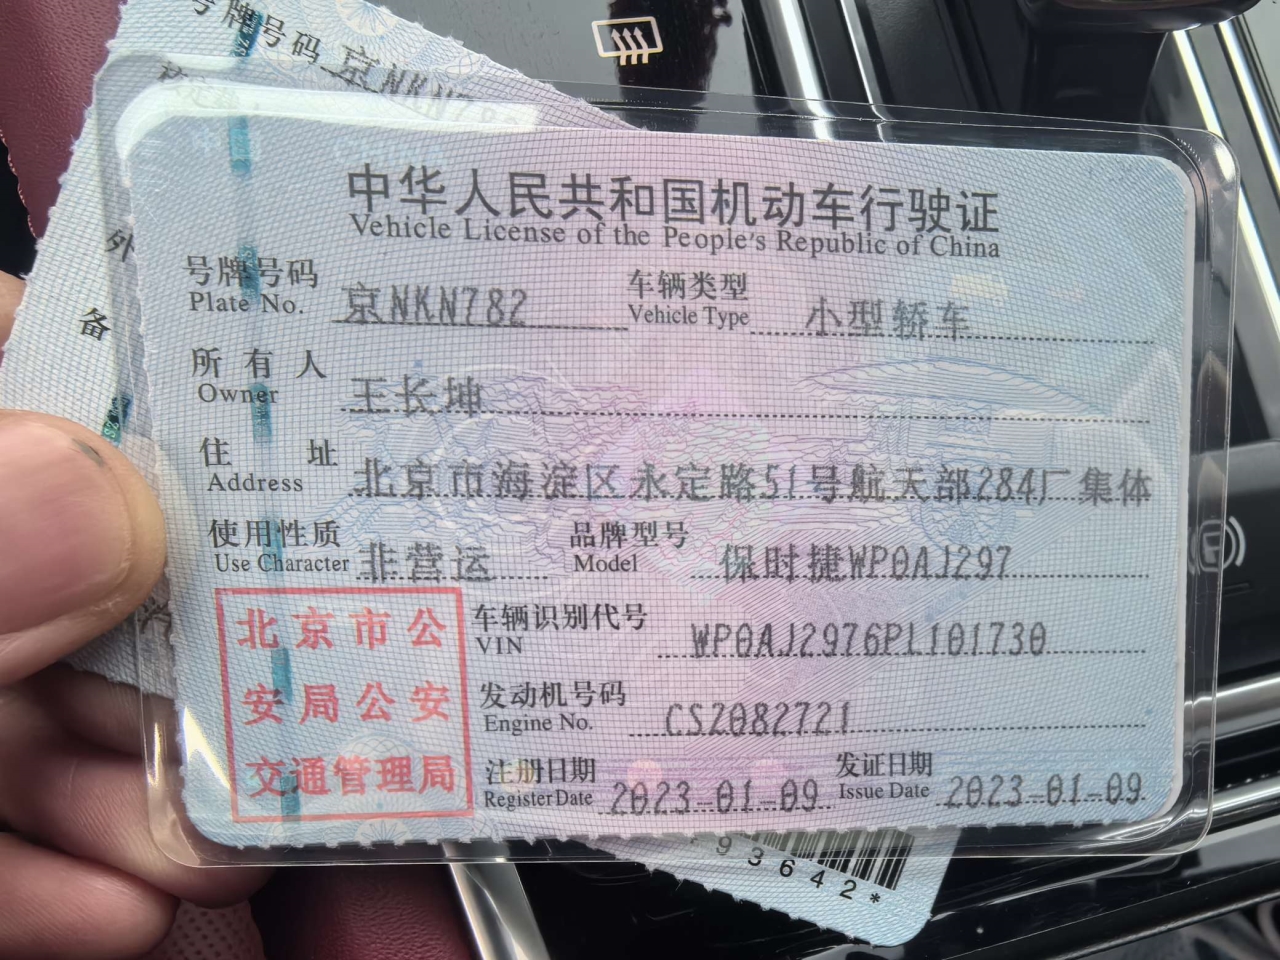 号牌号码 京NKN782
外
备
中华人民共和国机动车行驶证
Vehicle License of the People's Republic of China
号牌号码 京NKN782 车辆类型 小型轿车
Plate No. Vehicle Type
所有人 王长坤
Owner
住址 北京市海淀区永定路51号航天部284厂集体
Address
使用性质 非营运 品牌型号 保时捷WP0AJ297
Use Character Model
北京市公
安局公安
交通管理局
车辆识别代号 WP0AJ2976PL101730
VIN
发动机号码 CSZ082721
Engine No.
注册日期 2023-01-09 发证日期 2023-01-09
Register Date Issue Date
93642*